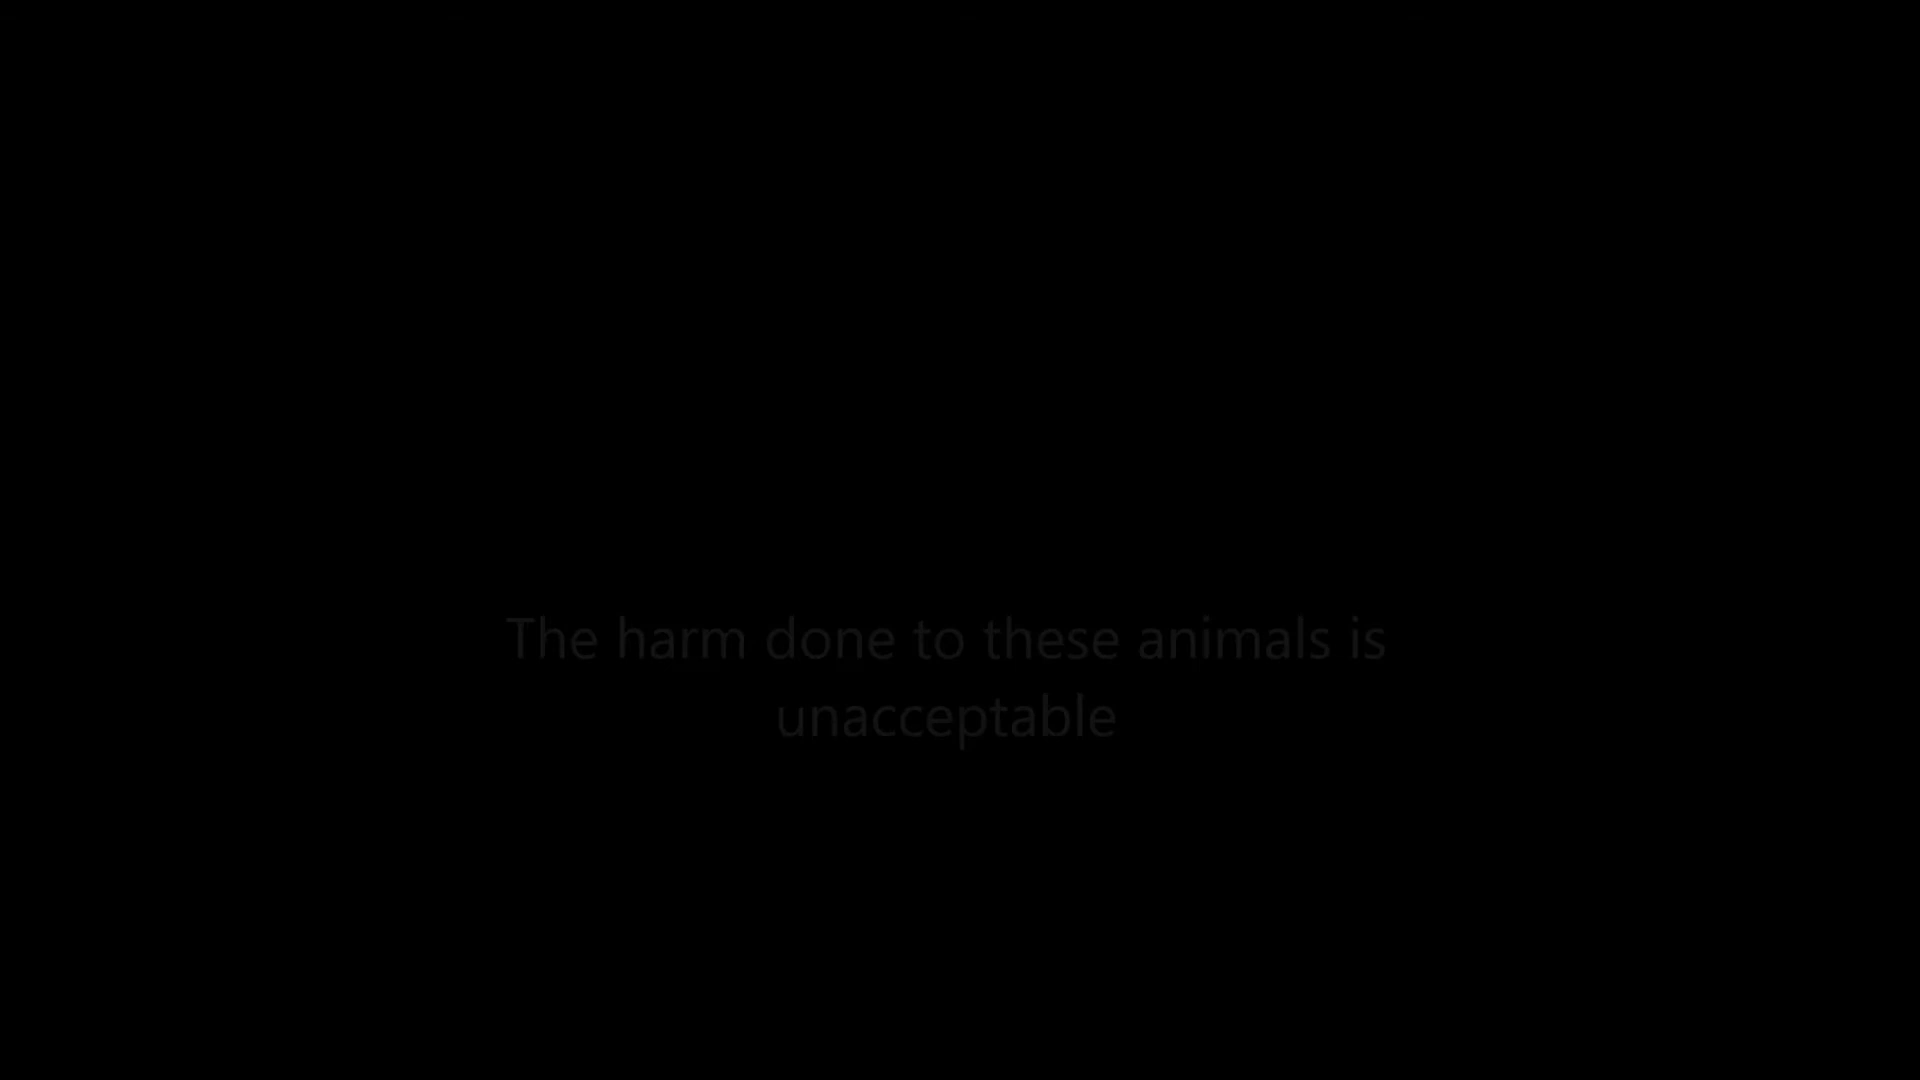 The harm done to these animals is
unacceptable